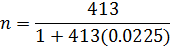 n = 413 / 1 + 413(0.0225)